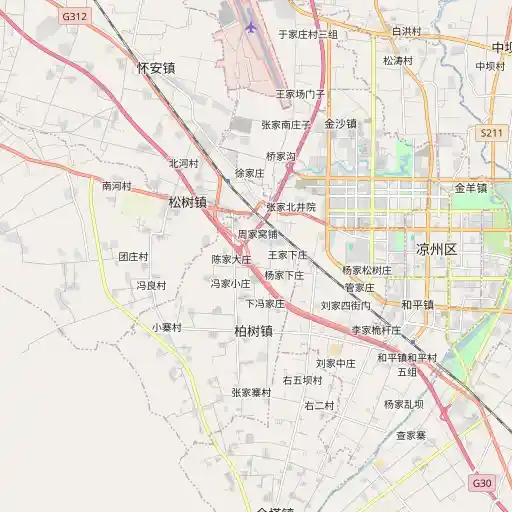 G312
于家庄村三组
白洪村
中坝
怀安镇
松涛村
中坝村
王家场门子
张家南庄子
金沙镇
S211
桥家沟
北河村
徐家庄
南河村
金羊镇
松树镇
张家北井院
周家窝铺
凉州区
团庄村
陈家大庄
王家下庄
杨家松树庄
杨家下庄
冯良村
冯家小庄
管家庄
下冯家庄
刘家四街门
和平镇
小寨村
柏树镇
李家桅杆庄
和平镇和平村
五组
刘家中庄
右五坝村
张家寨村
右二村
杨家乱坝
查家寨
G30